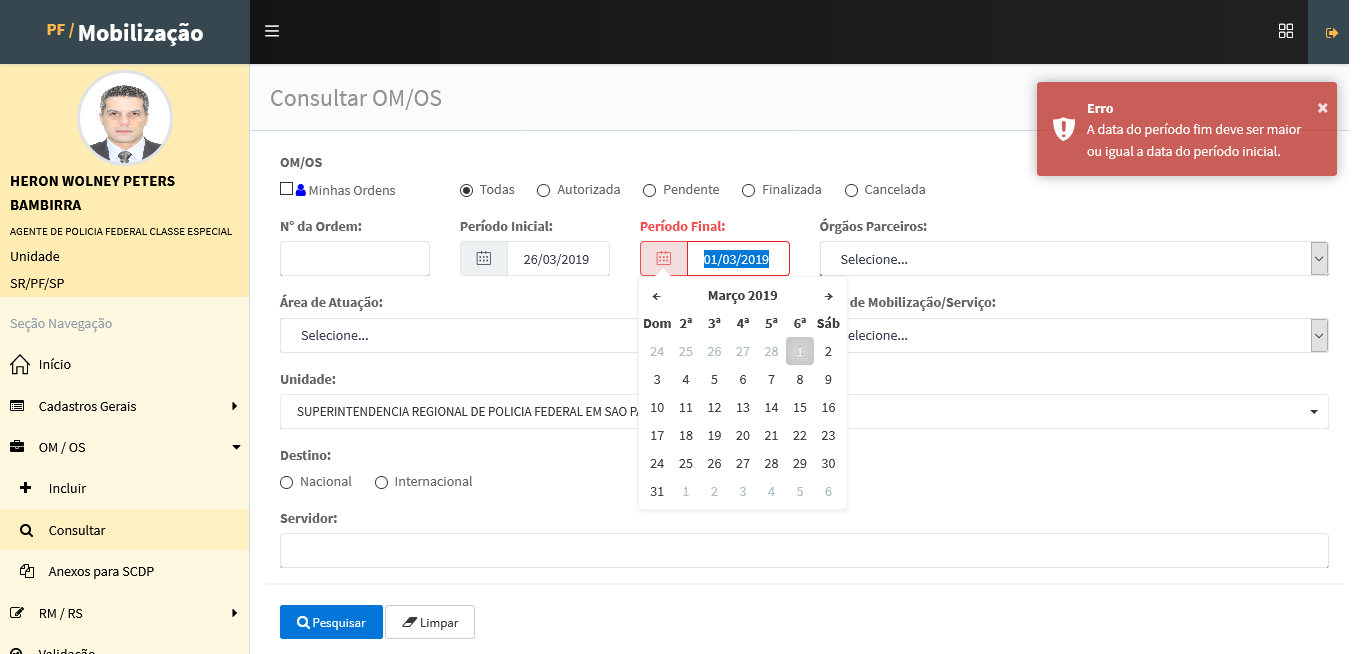 PF / Mobilização
HERON WOLNEY PETERS
BAMBIRRA
AGENTE DE POLICIA FEDERAL CLASSE ESPECIAL
Unidade
SR/PF/SP
Seção Navegação
Início
Cadastros Gerais
OM / OS
Incluir
Consultar
Anexos para SCDP
RM / RS
Validação
Consultar OM/OS
Erro
×
A data do período fim deve ser maior
ou igual a data do período inicial.
OM/OS
Minhas Ordens
Todas Autorizada Pendente Finalizada Cancelada
Nº da Ordem: Período Inicial: Período Final: Órgãos Parceiros:
26/03/2019 01/03/2019 Selecione...
Área de Atuação: de Mobilização/Serviço:
Selecione... elecione...
Março 2019
Dom 2ª 3ª 4ª 5ª 6ª Sáb
24 25 26 27 28 1 2
3 4 5 6 7 8 9
10 11 12 13 14 15 16
17 18 19 20 21 22 23
24 25 26 27 28 29 30
31 1 2 3 4 5 6
Unidade:
SUPERINTENDENCIA REGIONAL DE POLICIA FEDERAL EM SAO PA
Destino:
Nacional Internacional
Servidor:
Pesquisar Limpar